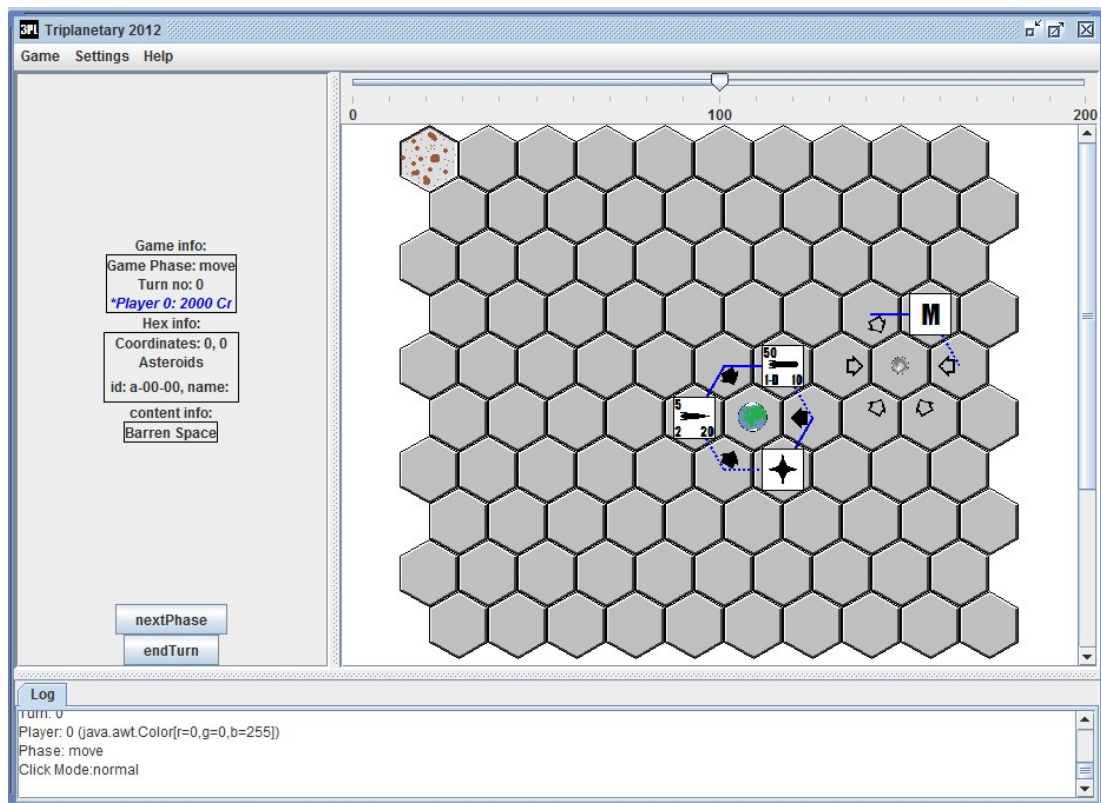 3PL Triplanetary 2012
Game Settings Help
0 100 200
Game info:
Game Phase: move
Turn no: 0
*Player 0: 2000 Cr
Hex info:
Coordinates: 0, 0
Asteroids
id: a-00-00, name:
content info:
Barren Space
nextPhase
endTurn
M
50
1-D 10
5
2 20
Log
Turn: 0
Player: 0 (java.awt.Color[r=0,g=0,b=255])
Phase: move
Click Mode:normal